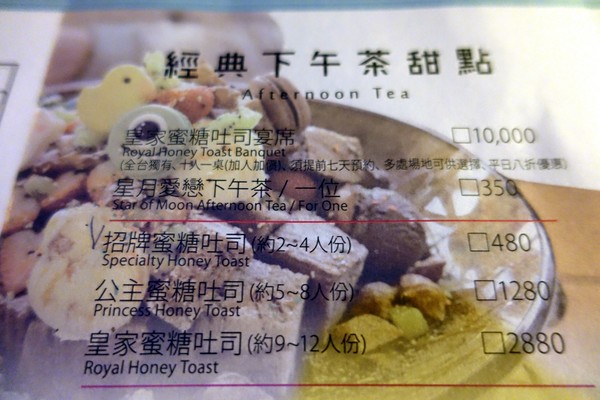 經典下午茶甜點
Afternoon Tea
皇家蜜糖吐司宴席 □10,000
Royal Honey Toast Banquet
(全台獨有、十人一桌(加人加價)、須提前七天預約、多處場地可供選擇、平日八折優惠)
星月愛戀下午茶/一位 □350
Star of Moon Afternoon Tea / For One
招牌蜜糖吐司(約2~4人份) □480
Specialty Honey Toast
公主蜜糖吐司(約5~8人份) □1280
Princess Honey Toast
皇家蜜糖吐司(約9~12人份) □2880
Royal Honey Toast